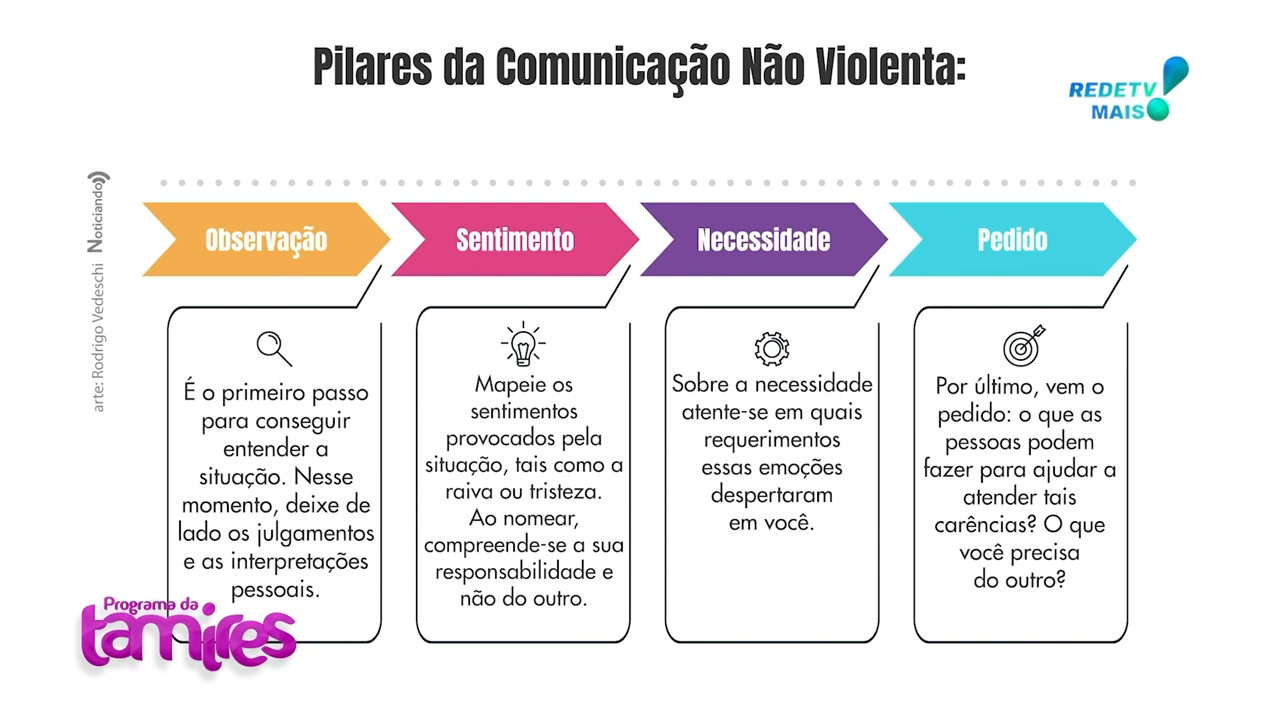 Pilares da Comunicação Não Violenta:
REDETV
MAIS
arte: Rodrigo Vedeschi Noticiando
Observação
É o primeiro passo
para conseguir
entender a
situação. Nesse
momento, deixe de
lado os julgamentos
e as interpretações
pessoais.
Sentimento
Mapeie os
sentimentos
provocados pela
situação, tais como a
raiva ou tristeza.
Ao nomear,
compreende-se a sua
responsabilidade e
não do outro.
Necessidade
Sobre a necessidade
atente-se em quais
requerimentos
essas emoções
despertaram
em você.
Pedido
Por último, vem o
pedido: o que as
pessoas podem
fazer para ajudar a
atender tais
carências? O que
você precisa
do outro?
Programa da
tamires